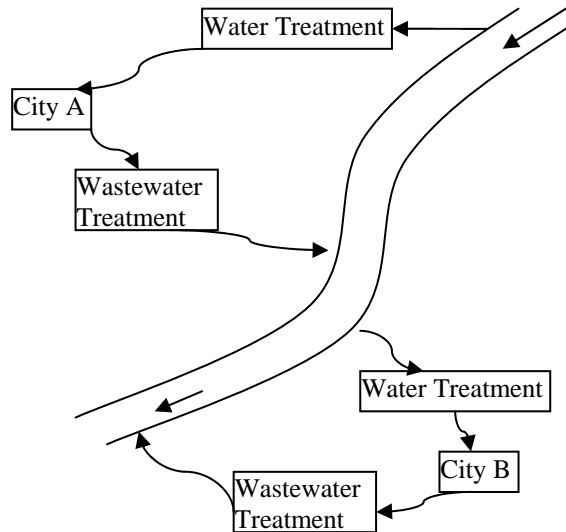 Water Treatment
City A
Wastewater
Treatment
Water Treatment
City B
Wastewater
Treatment